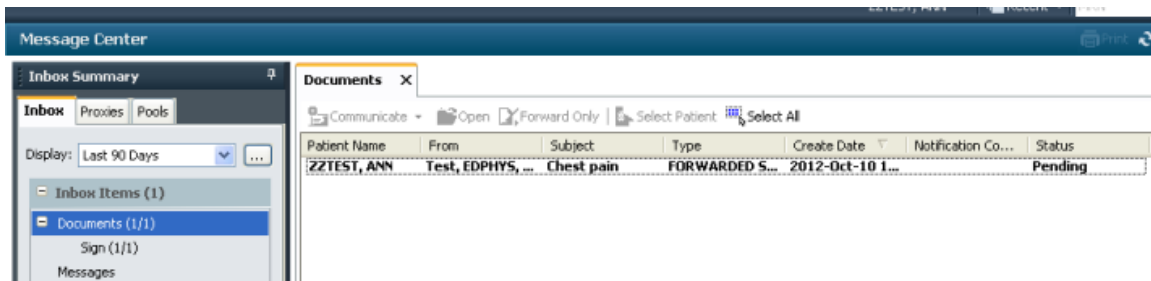 Message Center
Print
Inbox Summary
Inbox Proxies Pools
Display: Last 90 Days ...
Inbox Items (1)
Documents (1/1)
Sign (1/1)
Messages
Documents X
Communicate Open Forward Only Select Patient Select All
Patient Name From Subject Type Create Date Notification Co... Status
ZZTEST, ANN Test, EDPHYS, ... Chest pain FORWARDED S... 2012-Oct-10 1... Pending